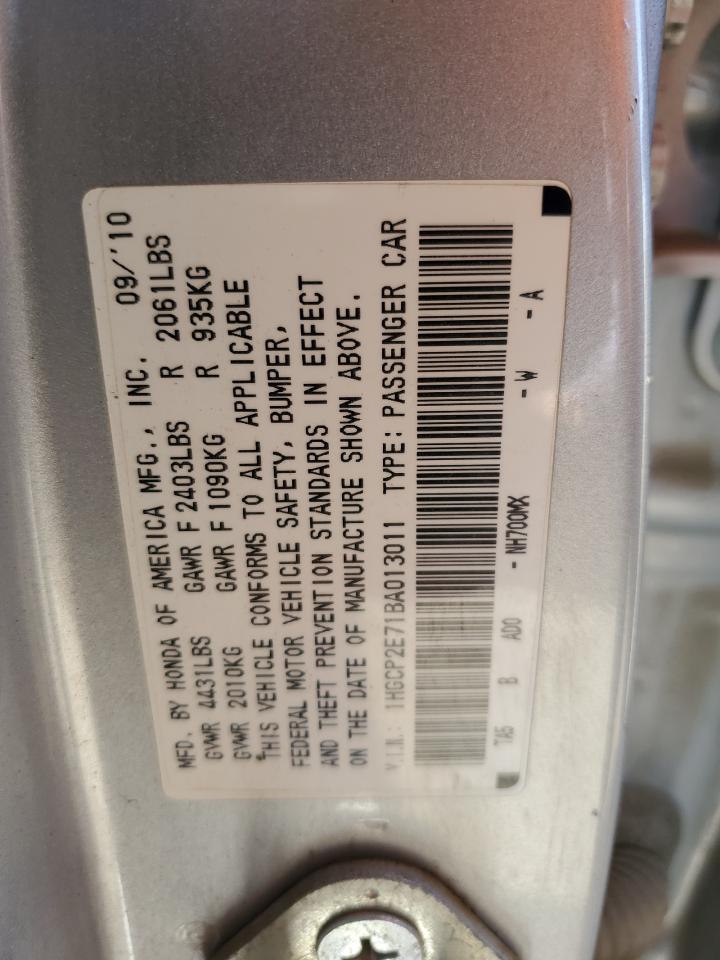 MFD. BY HONDA OF AMERICA MFG., INC. 09/'10
GVWR 4431LBS GAWR F 2403LBS R 2061LBS
GVWR 2010KG GAWR F 1090KG R 935KG
THIS VEHICLE CONFORMS TO ALL APPLICABLE
FEDERAL MOTOR VEHICLE SAFETY, BUMPER,
AND THEFT PREVENTION STANDARDS IN EFFECT
ON THE DATE OF MANUFACTURE SHOWN ABOVE.
V.I.N.: 1HGCP2E71BA013011 TYPE: PASSENGER CAR
TA5 B AD0 - NH700MX - W - A